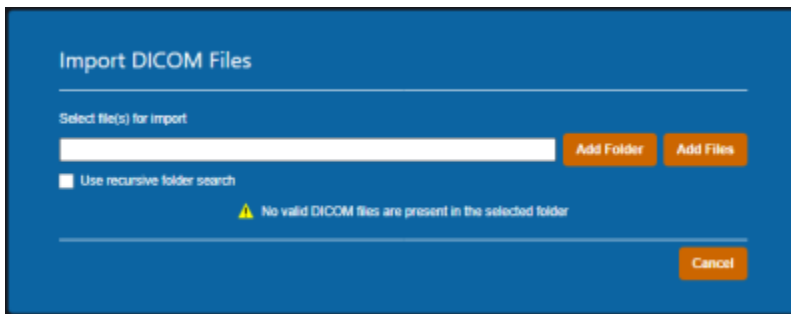 Import DICOM Files
Select file(s) for import
Add Folder
Add Files
Use recursive folder search
No valid DICOM files are present in the selected folder
Cancel